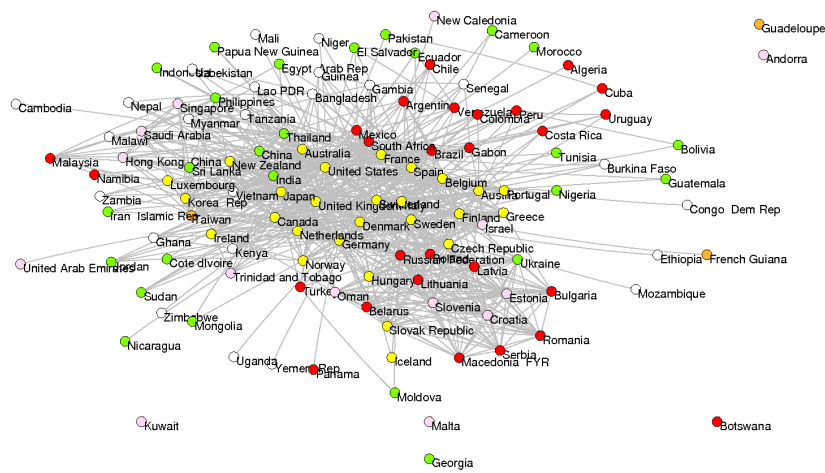 New Caledonia
Guadeloupe
Cameroon
Mali
Niger
Pakistan
Papua New Guinea
El Salvador
Ecuador
Morocco
Andorra
Chile
Indonesia
Uzbekistan
Egypt Arab Rep
Guinea
Algeria
Lao PDR
Gambia
Senegal
Cuba
Bangladesh
Philippines
Cambodia
Nepal
Singapore
Argentina
Venezuela
Colombia
Peru
Uruguay
Myanmar
Tanzania
Malawi
Saudi Arabia
Thailand
Mexico
South Africa
Costa Rica
Bolivia
Malaysia
Hong Kong China
China
Australia
France
Brazil
Gabon
Tunisia
Sri Lanka
New Zealand
United States
Spain
Burkina Faso
Namibia
Luxembourg
India
Belgium
Guatemala
Zambia
Korea Rep
Vietnam
Japan
United Kingdom
Italy
Switzerland
Austria
Portugal
Nigeria
Congo Dem Rep
Iran Islamic Rep
Taiwan
Canada
Denmark
Sweden
Finland
Greece
Israel
Ghana
Ireland
Netherlands
Germany
Czech Republic
Kenya
Russian Federation
Poland
Ethiopia
French Guiana
United Arab Emirates
Jordan
Cote dIvoire
Norway
Latvia
Ukraine
Trinidad and Tobago
Hungary
Lithuania
Sudan
Turkey
Oman
Estonia
Bulgaria
Mozambique
Zimbabwe
Belarus
Slovenia
Croatia
Mongolia
Slovak Republic
Nicaragua
Romania
Serbia
Uganda
Yemen Rep
Panama
Iceland
Macedonia FYR
Moldova
Kuwait
Malta
Botswana
Georgia